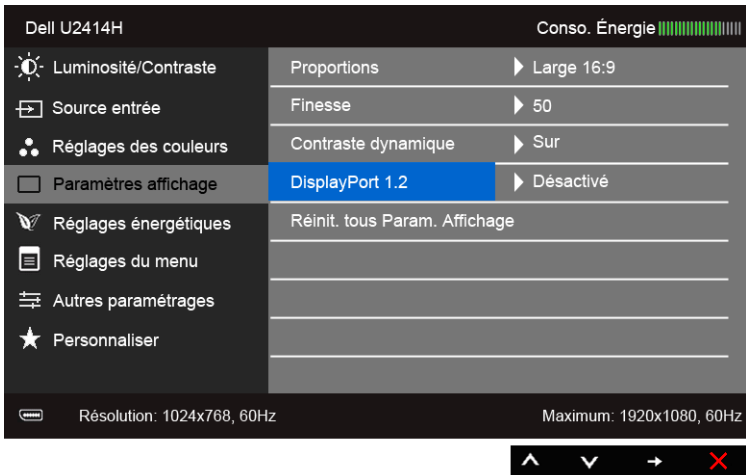 Dell U2414H Conso. Énergie
Luminosité/Contraste Proportions Large 16:9
Source entrée Finesse 50
Réglages des couleurs Contraste dynamique Sur
Paramètres affichage DisplayPort 1.2 Désactivé
Réglages énergétiques Réinit. tous Param. Affichage
Réglages du menu
Autres paramétrages
Personnaliser
Résolution: 1024x768, 60Hz Maximum: 1920x1080, 60Hz